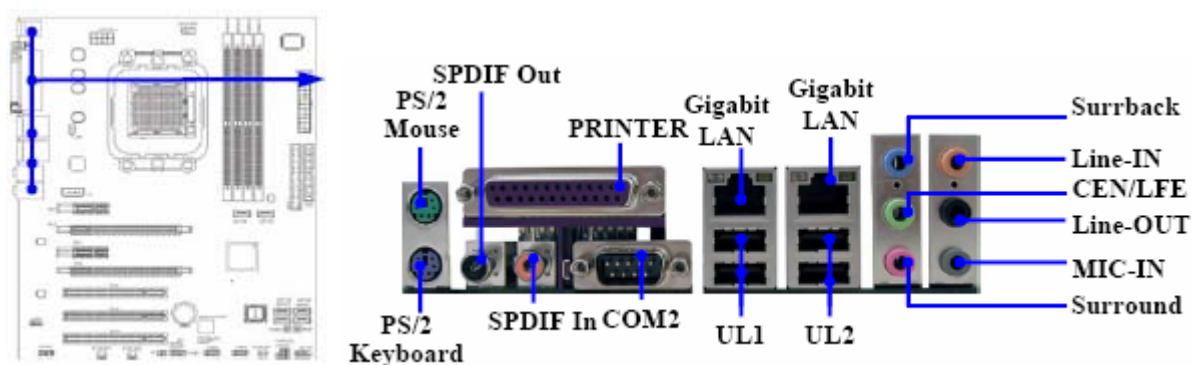 SPDIF Out
PS/2
Mouse
PRINTER
Gigabit
LAN
Gigabit
LAN
Surrback
Line-IN
CEN/LFE
Line-OUT
MIC-IN
Surround
PS/2
Keyboard
SPDIF In
COM2
UL1
UL2